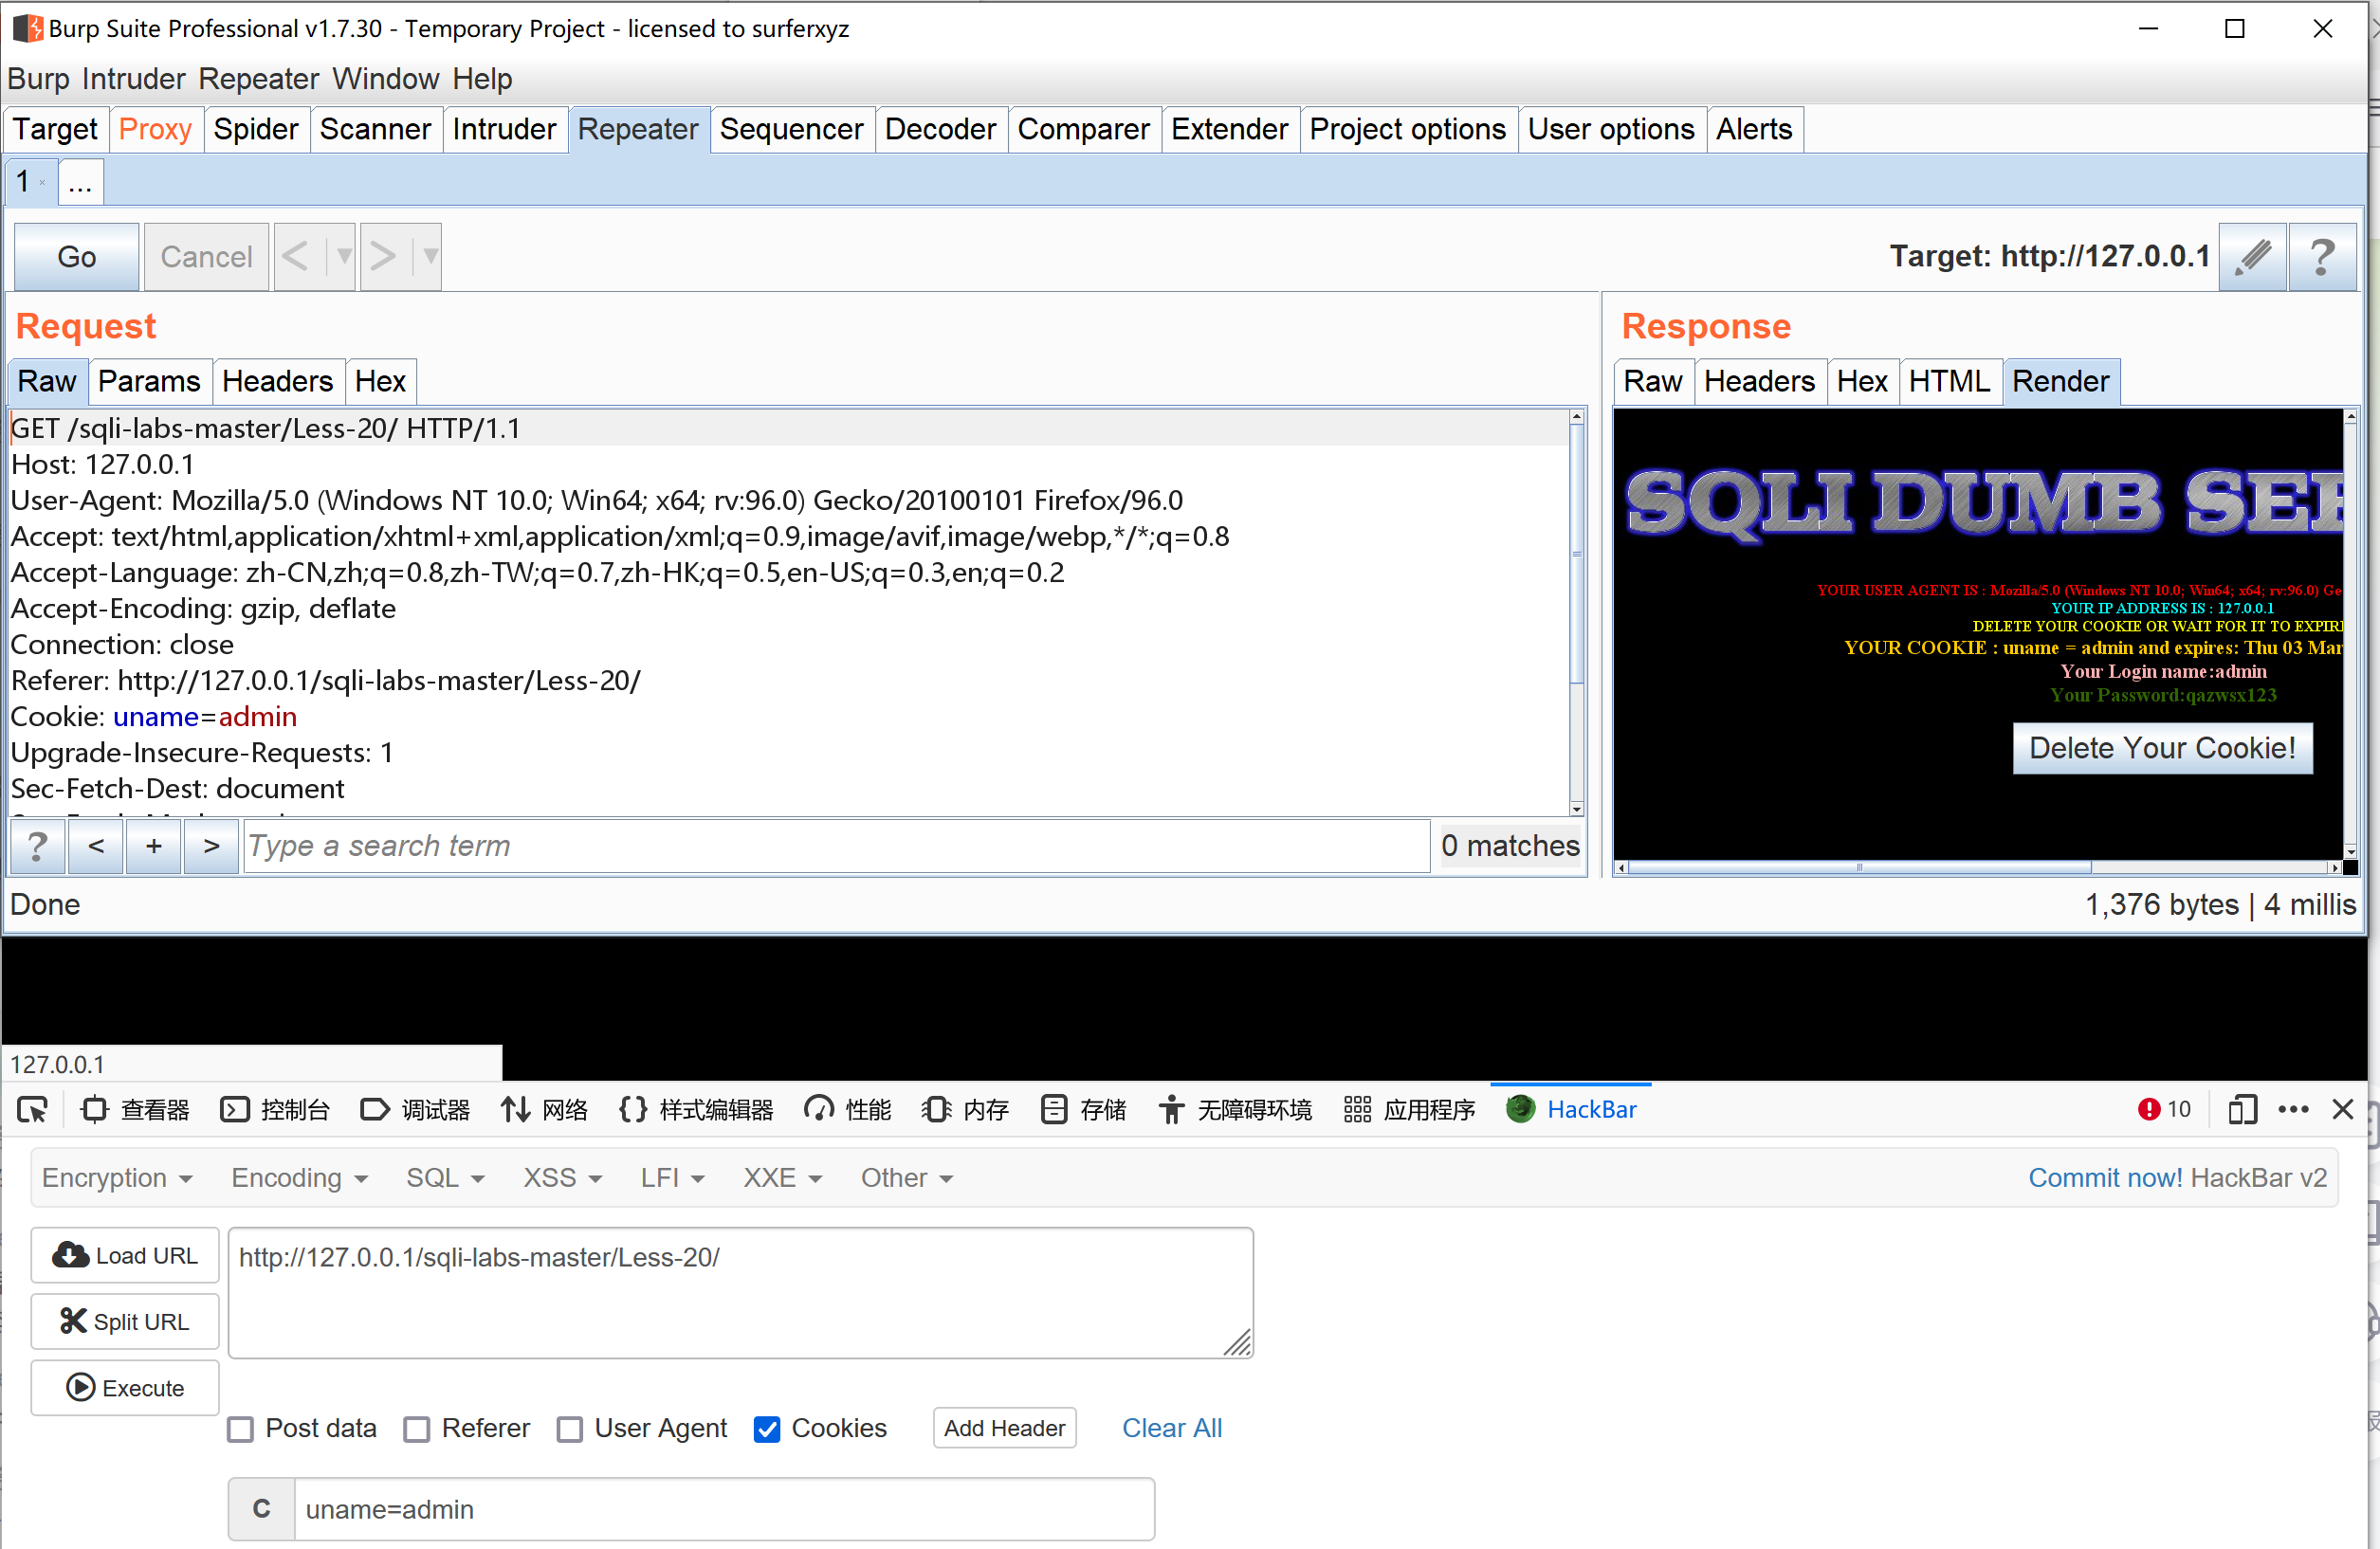 Burp Suite Professional v1.7.30 - Temporary Project - licensed to surferxyz
Burp Intruder Repeater Window Help
Target Proxy Spider Scanner Intruder Repeater Sequencer Decoder Comparer Extender Project options User options Alerts
1 × ...
Go Cancel < > Target: http://127.0.0.1 ?
Request
Raw Params Headers Hex
GET /sqli-labs-master/Less-20/ HTTP/1.1
Host: 127.0.0.1
User-Agent: Mozilla/5.0 (Windows NT 10.0; Win64; x64; rv:96.0) Gecko/20100101 Firefox/96.0
Accept: text/html,application/xhtml+xml,application/xml;q=0.9,image/avif,image/webp,*/*;q=0.8
Accept-Language: zh-CN,zh;q=0.8,zh-TW;q=0.7,zh-HK;q=0.5,en-US;q=0.3,en;q=0.2
Accept-Encoding: gzip, deflate
Connection: close
Referer: http://127.0.0.1/sqli-labs-master/Less-20/
Cookie: uname=admin
Upgrade-Insecure-Requests: 1
Sec-Fetch-Dest: document
? < + > Type a search term 0 matches
Response
Raw Headers Hex HTML Render
SQLI DUMB
YOUR USER AGENT IS : Mozilla/5.0 (Windows NT 10.0; Win64; x64; rv:96.0) Ge
YOUR IP ADDRESS IS : 127.0.0.1
DELETE YOUR COOKIE OR WAIT FOR IT TO EXPIR
YOUR COOKIE : uname = admin and expires: Thu 03 Mar
Your Login name:admin
Your Password:qazwsx123
Delete Your Cookie!
Done 1,376 bytes | 4 millis
127.0.0.1
查看器 控制台 调试器 网络 样式编辑器 性能 内存 存储 无障碍环境 应用程序 HackBar 10
Encryption Encoding SQL XSS LFI XXE Other Commit now! HackBar v2
Load URL http://127.0.0.1/sqli-labs-master/Less-20/
Split URL
Execute
Post data Referer User Agent Cookies Add Header Clear All
C uname=admin